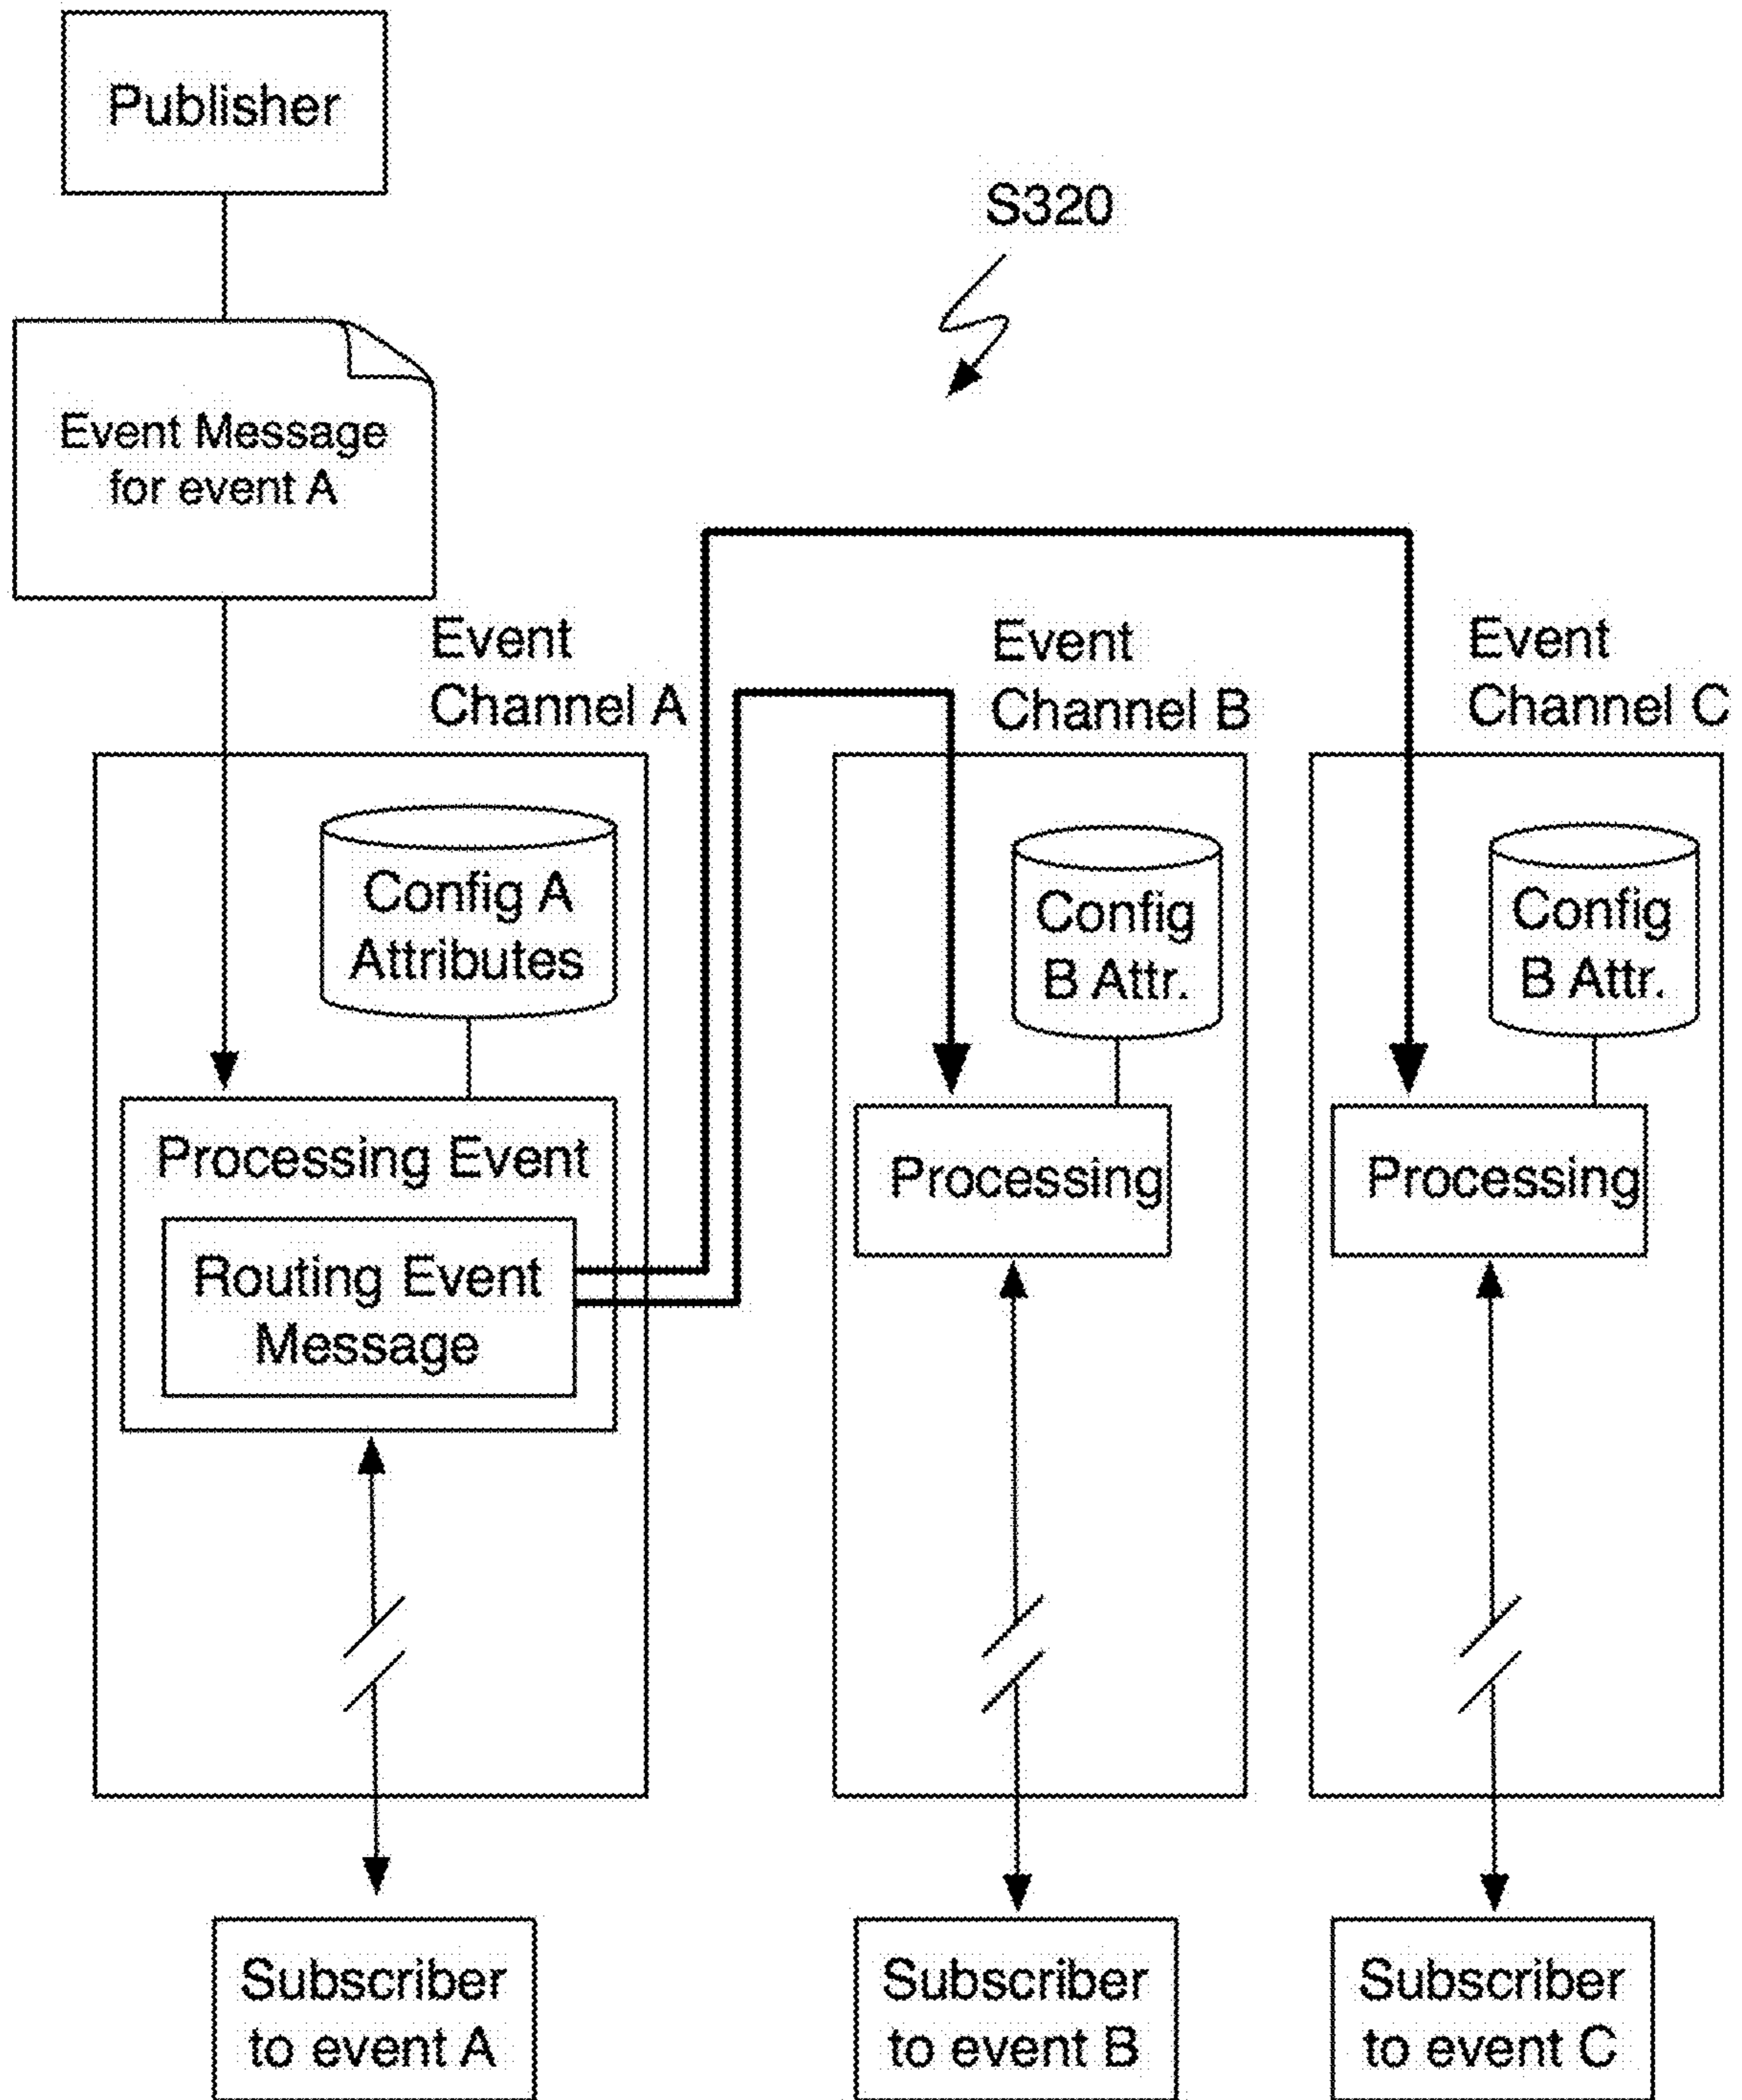 Publisher
S320
Event Message
for event A
Event
Channel A
Event
Channel B
Event
Channel C
Config A
Attributes
Config
B Attr.
Config
B Attr.
Processing Event
Routing Event
Message
Processing
Processing
Subscriber
to event A
Subscriber
to event B
Subscriber
to event C